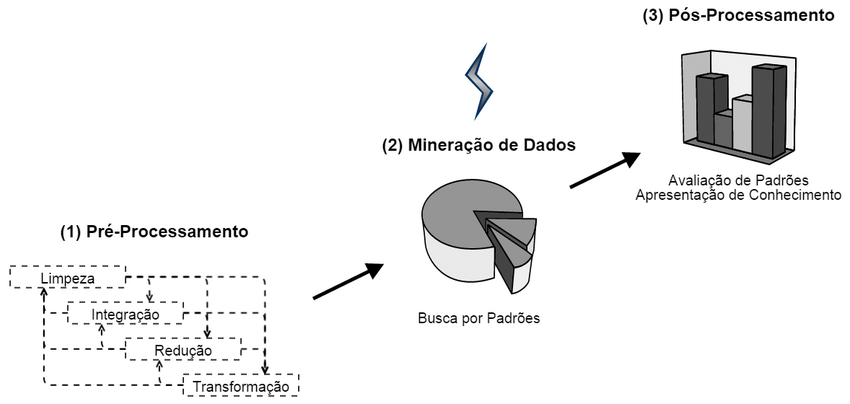 (1) Pré-Processamento
Limpeza
Integração
Redução
Transformação
(2) Mineração de Dados
Busca por Padrões
(3) Pós-Processamento
Avaliação de Padrões
Apresentação de Conhecimento